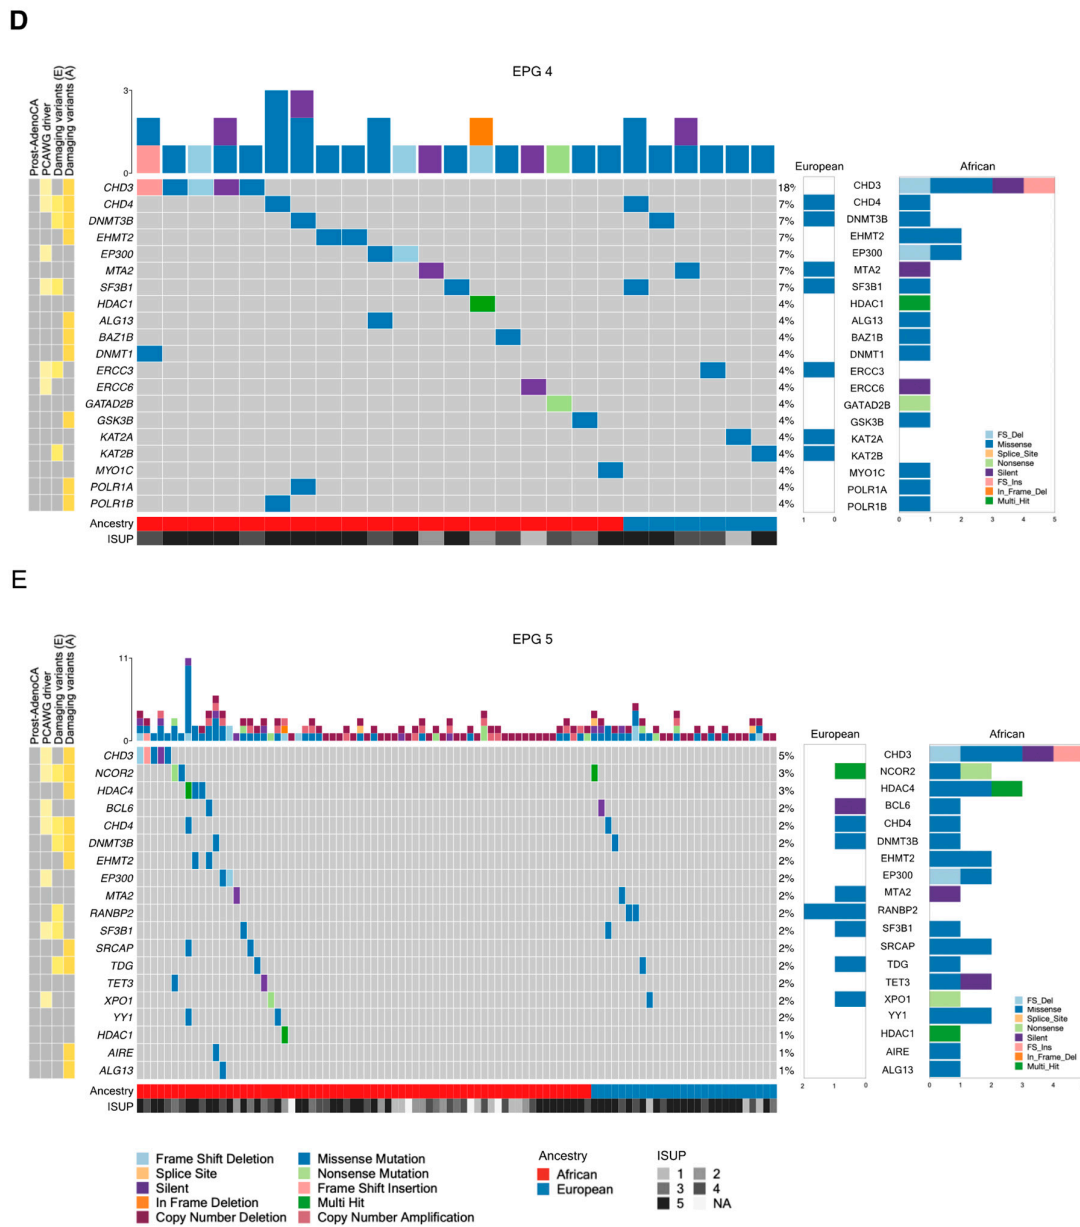 D
EPG 4
Prost-AdenoCA
PCAWG driver
Damaging variants (E)
Damaging variants (A)
3
0
European
African
CHD3 18% CHD3
CHD4 7% CHD4
DNMT3B 7% DNMT3B
EHMT2 7% EHMT2
EP300 7% EP300
MTA2 7% MTA2
SF3B1 7% SF3B1
HDAC1 4% HDAC1
ALG13 4% ALG13
BAZ1B 4% BAZ1B
DNMT1 4% DNMT1
ERCC3 4% ERCC3
ERCC6 4% ERCC6
GATAD2B 4% GATAD2B
GSK3B 4% GSK3B
KAT2A 4% KAT2A
KAT2B 4% KAT2B
MYO1C 4% MYO1C
POLR1A 4% POLR1A
POLR1B 4% POLR1B
FS_Del
Missense
Splice_Site
Nonsense
Silent
FS_Ins
In_Frame_Del
Multi_Hit
1 0 0 1 2 3 4 5
Ancestry
ISUP
E
EPG 5
Prost-AdenoCA
PCAWG driver
Damaging variants (E)
Damaging variants (A)
11
0
European
African
CHD3 5% CHD3
NCOR2 3% NCOR2
HDAC4 3% HDAC4
BCL6 2% BCL6
CHD4 2% CHD4
DNMT3B 2% DNMT3B
EHMT2 2% EHMT2
EP300 2% EP300
MTA2 2% MTA2
RANBP2 2% RANBP2
SF3B1 2% SF3B1
SRCAP 2% SRCAP
TDG 2% TDG
TET3 2% TET3
XPO1 2% XPO1
YY1 2% YY1
HDAC1 1% HDAC1
AIRE 1% AIRE
ALG13 1% ALG13
FS_Del
Missense
Splice_Site
Nonsense
Silent
FS_Ins
In_Frame_Del
Multi_Hit
2 1 0 0 1 2 3 4
Ancestry
ISUP
Frame Shift Deletion Missense Mutation
Splice Site Nonsense Mutation
Silent Frame Shift Insertion
In Frame Deletion Multi Hit
Copy Number Deletion Copy Number Amplification
Ancestry
African
European
ISUP
1 2
3 4
5 NA